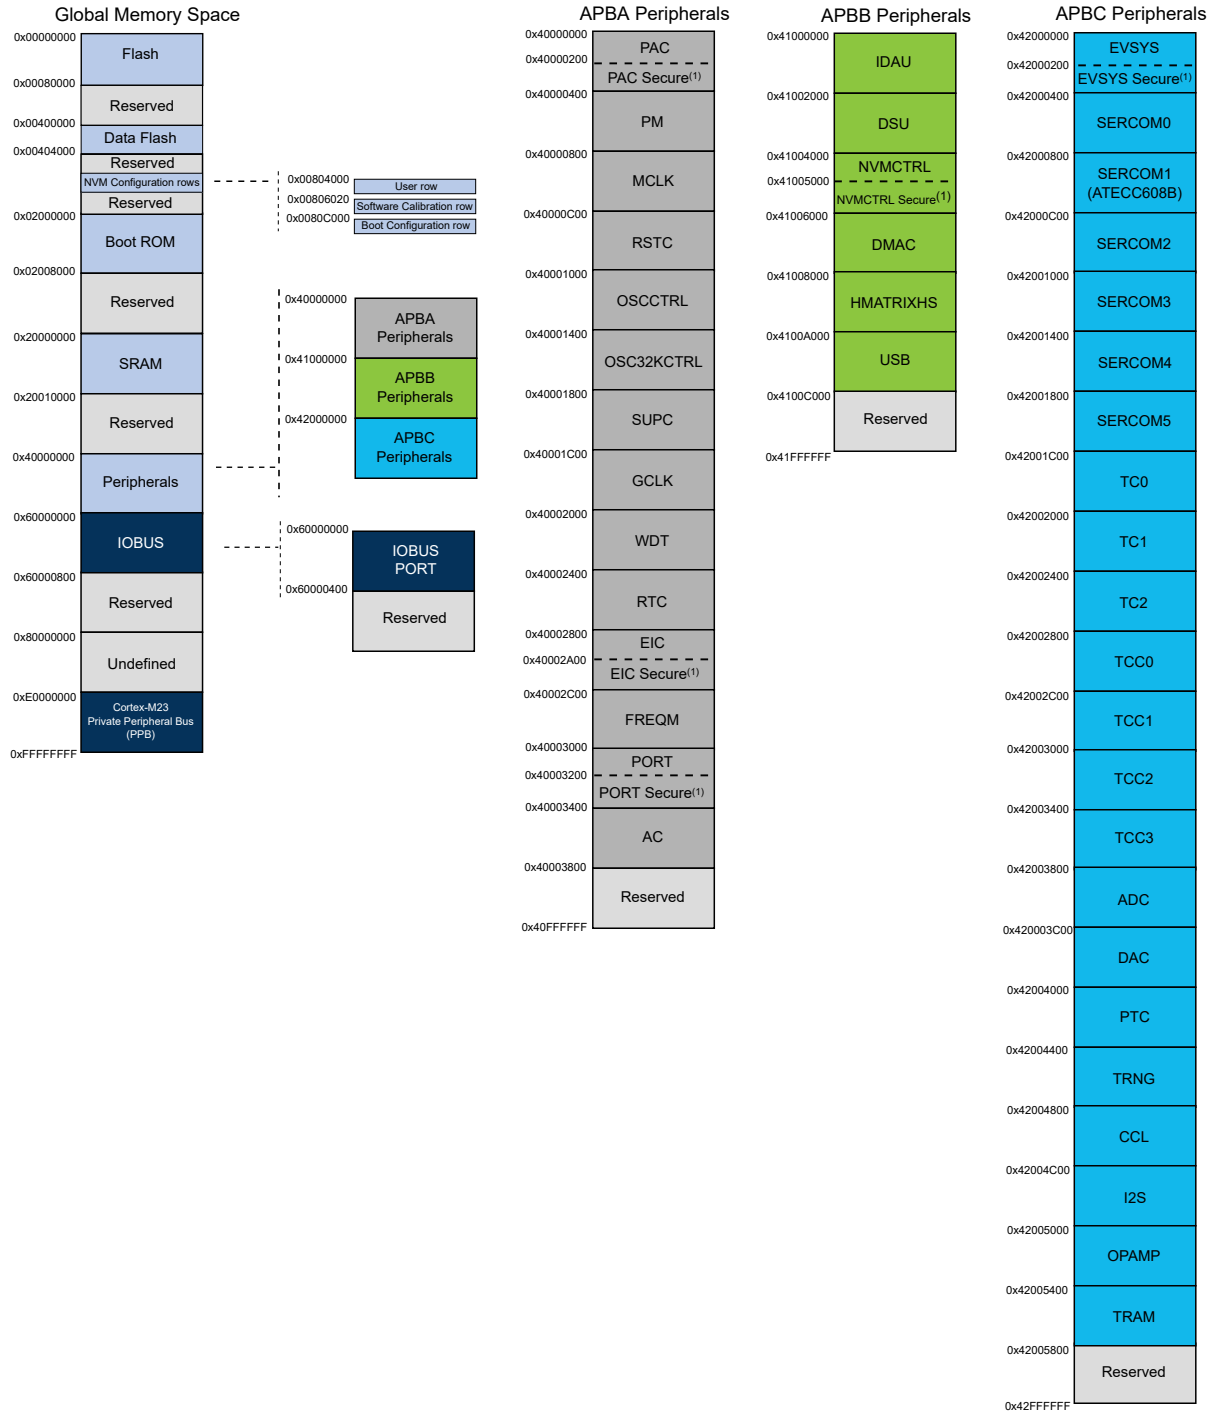 Global Memory Space
0x00000000
Flash
0x00080000
Reserved
0x00400000
Data Flash
0x00404000
Reserved
NVM Configuration rows
Reserved
0x02000000
Boot ROM
0x02008000
Reserved
0x20000000
SRAM
0x20010000
Reserved
0x40000000
Peripherals
0x60000000
IOBUS
0x60000800
Reserved
0x80000000
Undefined
0xE0000000
Cortex-M23
Private Peripheral Bus
(PPB)
0xFFFFFFFF
0x00804000
User row
0x00806020
Software Calibration row
0x0080C000
Boot Configuration row
0x40000000
APBA
Peripherals
0x41000000
APBB
Peripherals
0x42000000
APBC
Peripherals
0x60000000
IOBUS
PORT
0x60000400
Reserved
APBA Peripherals
0x40000000
PAC
0x40000200
PAC Secure(1)
0x40000400
PM
0x40000800
MCLK
0x40000C00
RSTC
0x40001000
OSCCTRL
0x40001400
OSC32KCTRL
0x40001800
SUPC
0x40001C00
GCLK
0x40002000
WDT
0x40002400
RTC
0x40002800
EIC
0x40002A00
EIC Secure(1)
0x40002C00
FREQM
0x40003000
PORT
0x40003200
PORT Secure(1)
0x40003400
AC
0x40003800
Reserved
0x40FFFFFF
APBB Peripherals
0x41000000
IDAU
0x41002000
DSU
0x41004000
NVMCTRL
0x41005000
NVMCTRL Secure(1)
0x41006000
DMAC
0x41008000
HMATRIXHS
0x4100A000
USB
0x4100C000
Reserved
0x41FFFFFF
APBC Peripherals
0x42000000
EVSYS
0x42000200
EVSYS Secure(1)
0x42000400
SERCOM0
0x42000800
SERCOM1
(ATECC608B)
0x42000C00
SERCOM2
0x42001000
SERCOM3
0x42001400
SERCOM4
0x42001800
SERCOM5
0x42001C00
TC0
0x42002000
TC1
0x42002400
TC2
0x42002800
TCC0
0x42002C00
TCC1
0x42003000
TCC2
0x42003400
TCC3
0x42003800
ADC
0x420003C00
DAC
0x42004000
PTC
0x42004400
TRNG
0x42004800
CCL
0x42004C00
I2S
0x42005000
OPAMP
0x42005400
TRAM
0x42005800
Reserved
0x42FFFFFF